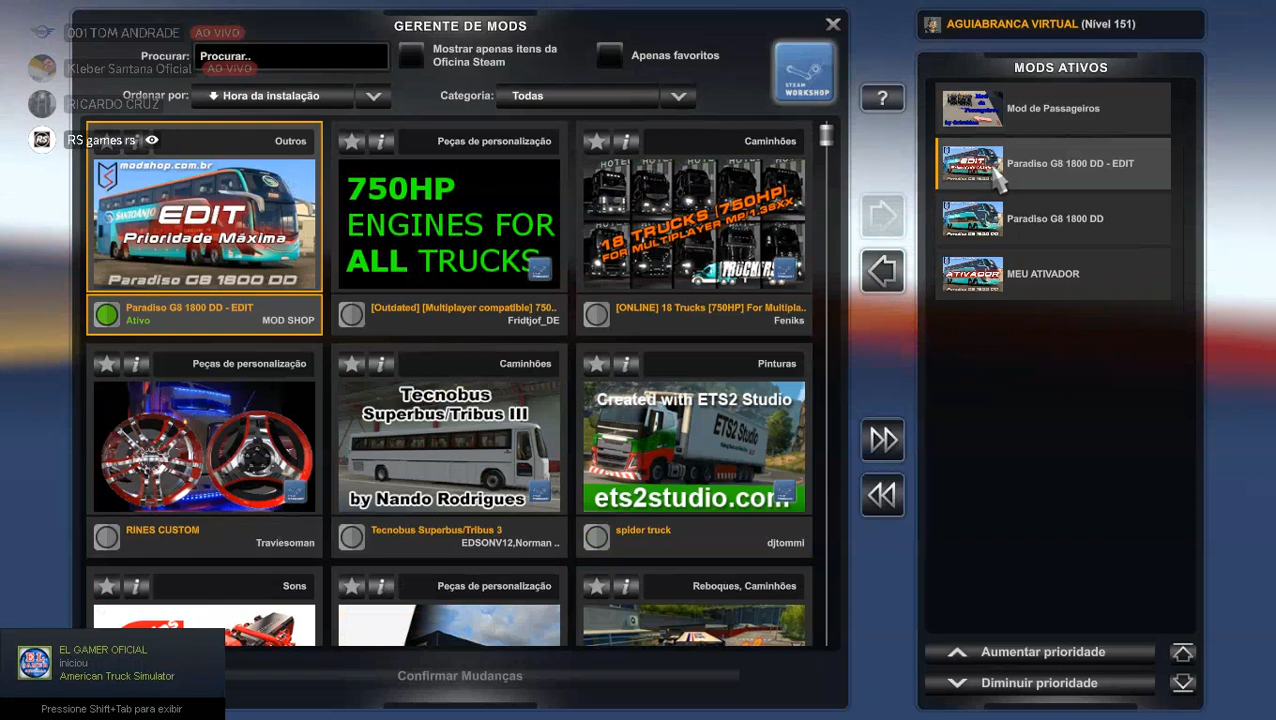 GERENTE DE MODS
001 TOM ANDRADE AO VIVO
Kleber Santana Oficial AO VIVO
RICARDO CRUZ
RS games rs
Procurar: Procurar..
Mostrar apenas itens da
Oficina Steam
Apenas favoritos
STEAM
WORKSHOP
Ordenar por: Hora da instalação
Categoria: Todas
Outros
modshop.com.br
SANTO ANJO
EDIT
Prioridade Máxima
Paradiso G8 1800 DD
Paradiso G8 1800 DD - EDIT
Ativo
MOD SHOP
Peças de personalização
750HP
ENGINES FOR
ALL TRUCKS
[Outdated] [Multiplayer compatible] 750..
Fridtjof_DE
Caminhões
18 TRUCKS [750HP]
FOR MULTIPLAYER MP/1.38XX
TRUCKERS
[ONLINE] 18 Trucks [750HP] For Multipla..
Feniks
Peças de personalização
RINES CUSTOM
Traviesoman
Caminhões
Tecnobus
Superbus/Tribus III
by Nando Rodrigues
Tecnobus Superbus/Tribus 3
EDSONV12,Norman ..
Pinturas
Created with ETS2 Studio
ets2studio.com
spider truck
djtommi
Sons
Peças de personalização
Reboques, Caminhões
Confirmar Mudanças
EL GAMER OFICIAL
iniciou
American Truck Simulator
Pressione Shift+Tab para exibir
?
AGUIABRANCA VIRTUAL (Nível 151)
MODS ATIVOS
Mod de Passageiros
EDIT
Paradiso G8 1800 DD - EDIT
Paradiso G8 1800 DD
ATIVADOR
MEU ATIVADOR
Aumentar prioridade
Diminuir prioridade